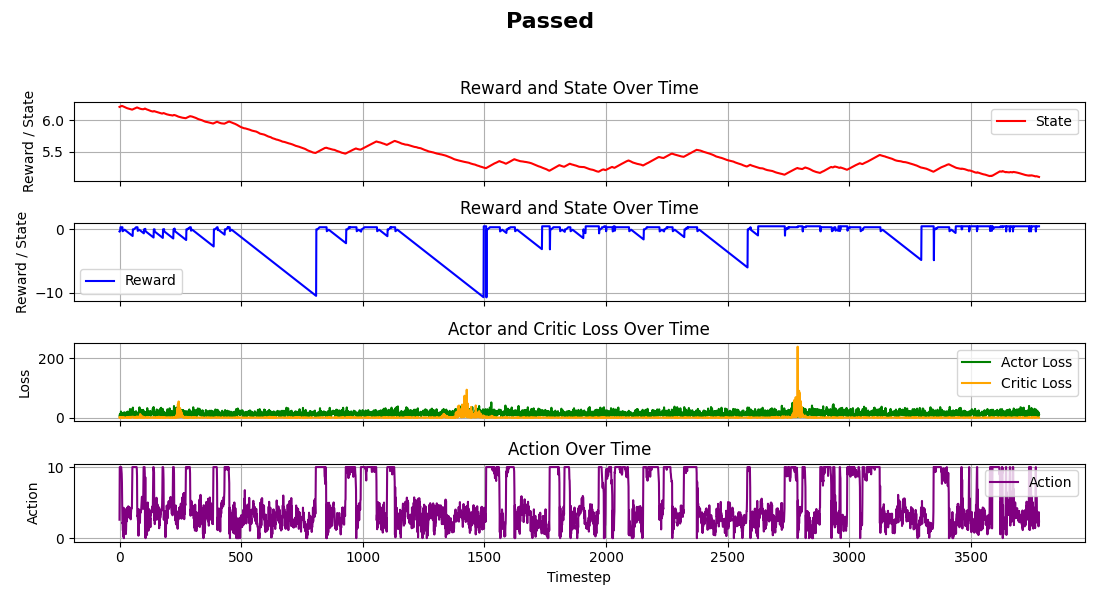 Passed
Reward and State Over Time
Reward / State
6.0
5.5
State
Reward and State Over Time
Reward / State
0
−10
Reward
Actor and Critic Loss Over Time
Loss
200
0
Actor Loss
Critic Loss
Action Over Time
Action
10
0
Action
0 500 1000 1500 2000 2500 3000 3500
Timestep